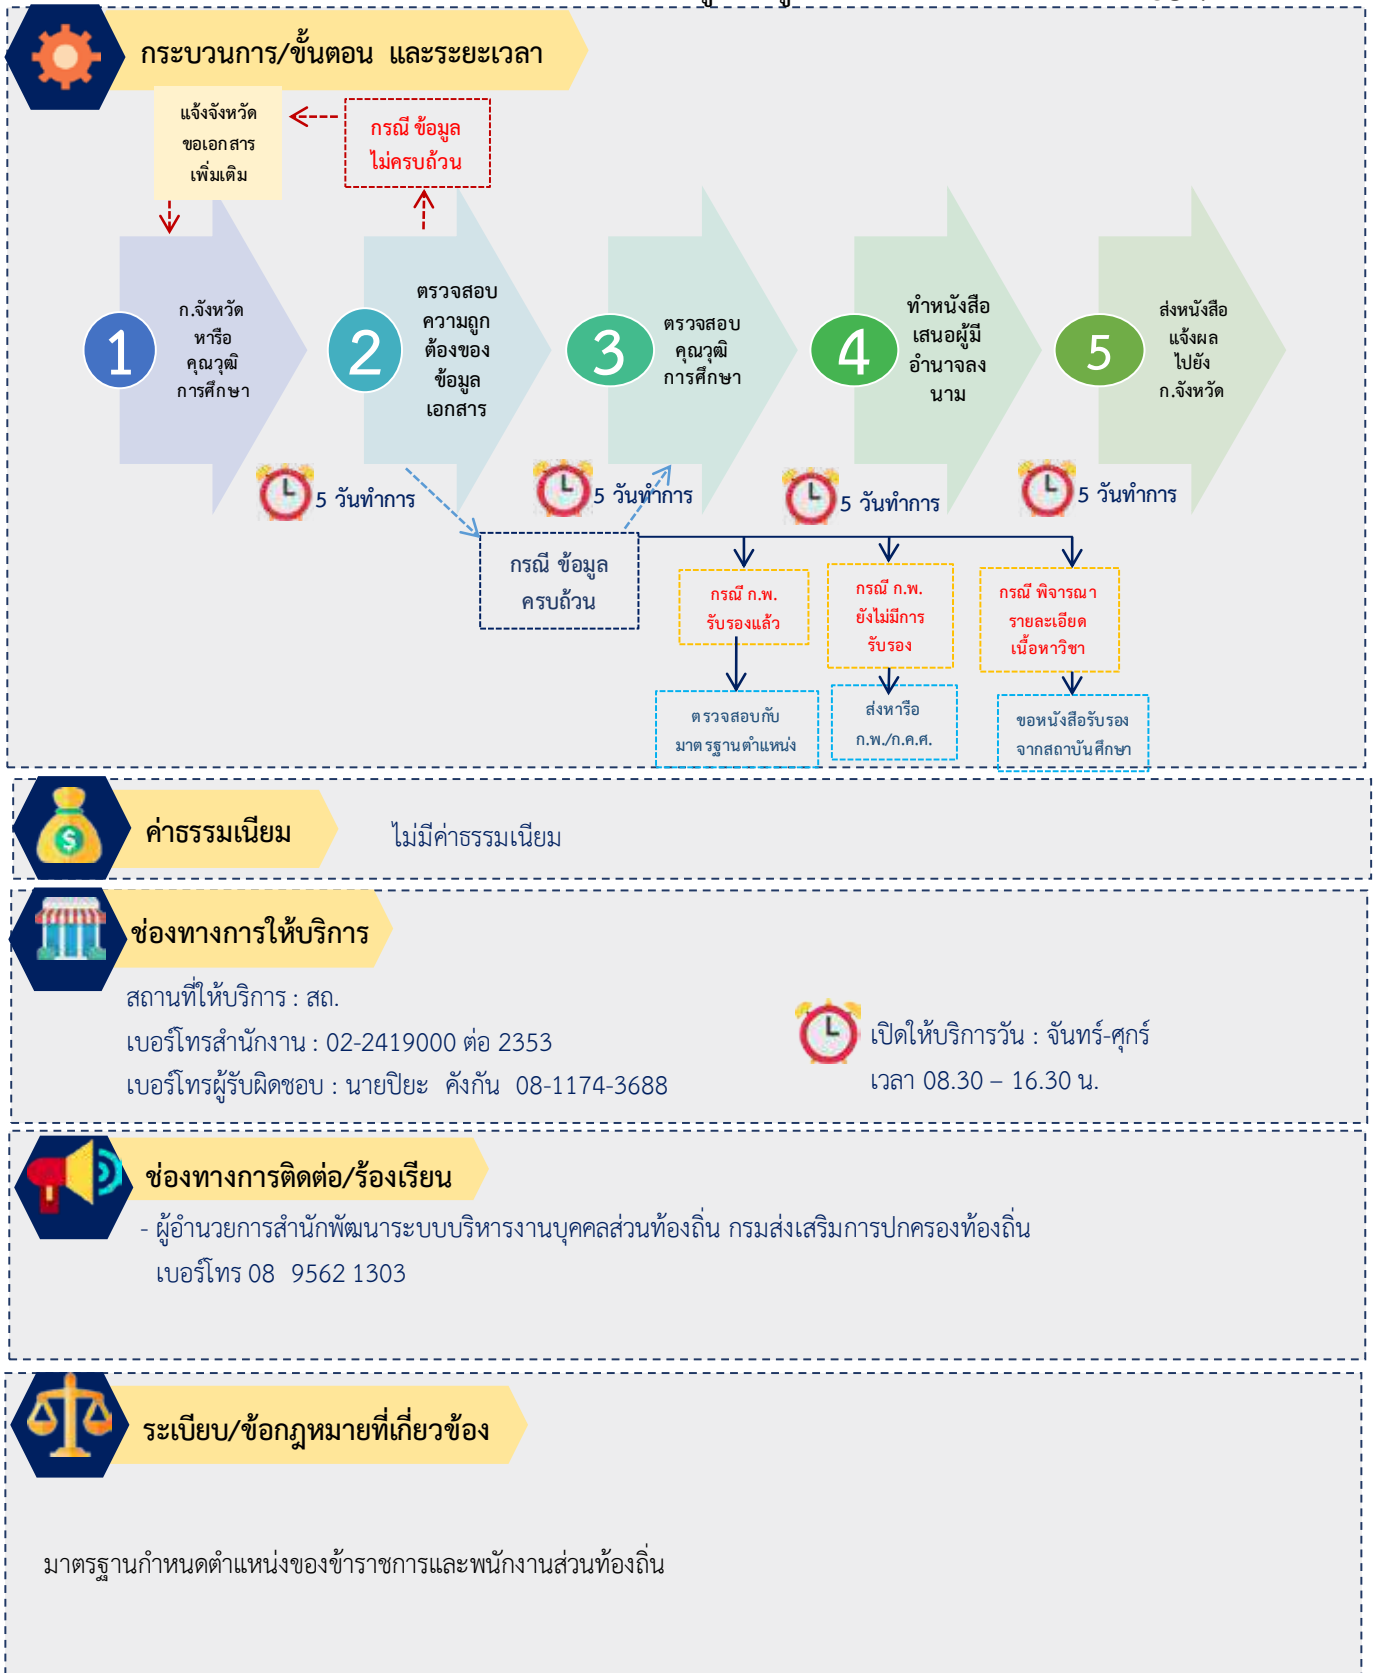 กระบวนการ/ขั้นตอน และระยะเวลา
แจ้งจังหวัด
ขอเอกสาร
เพิ่มเติม
กรณี ข้อมูล
ไม่ครบถ้วน
1
ก.จังหวัด
หารือ
คุณวุฒิ
การศึกษา
2
ตรวจสอบ
ความถูก
ต้องของ
ข้อมูล
เอกสาร
3
ตรวจสอบ
คุณวุฒิ
การศึกษา
4
ทำหนังสือ
เสนอผู้มี
อำนาจลง
นาม
5
ส่งหนังสือ
แจ้งผล
ไปยัง
ก.จังหวัด
5 วันทำการ
5 วันทำการ
5 วันทำการ
5 วันทำการ
กรณี ข้อมูล
ครบถ้วน
กรณี ก.พ.
รับรองแล้ว
กรณี ก.พ.
ยังไม่มีการ
รับรอง
กรณี พิจารณา
รายละเอียด
เนื้อหาวิชา
ตรวจสอบกับ
มาตรฐานตำแหน่ง
ส่งหารือ
ก.พ./ก.ค.ศ.
ขอหนังสือรับรอง
จากสถาบันศึกษา
ค่าธรรมเนียม
ไม่มีค่าธรรมเนียม
ช่องทางการให้บริการ
สถานที่ให้บริการ : สถ.
เบอร์โทรสำนักงาน : 02-2419000 ต่อ 2353
เบอร์โทรผู้รับผิดชอบ : นายปิยะ คังกัน 08-1174-3688
เปิดให้บริการวัน : จันทร์-ศุกร์
เวลา 08.30 – 16.30 น.
ช่องทางการติดต่อ/ร้องเรียน
- ผู้อำนวยการสำนักพัฒนาระบบบริหารงานบุคคลส่วนท้องถิ่น กรมส่งเสริมการปกครองท้องถิ่น
เบอร์โทร 08 9562 1303
ระเบียบ/ข้อกฎหมายที่เกี่ยวข้อง
มาตรฐานกำหนดตำแหน่งของข้าราชการและพนักงานส่วนท้องถิ่น